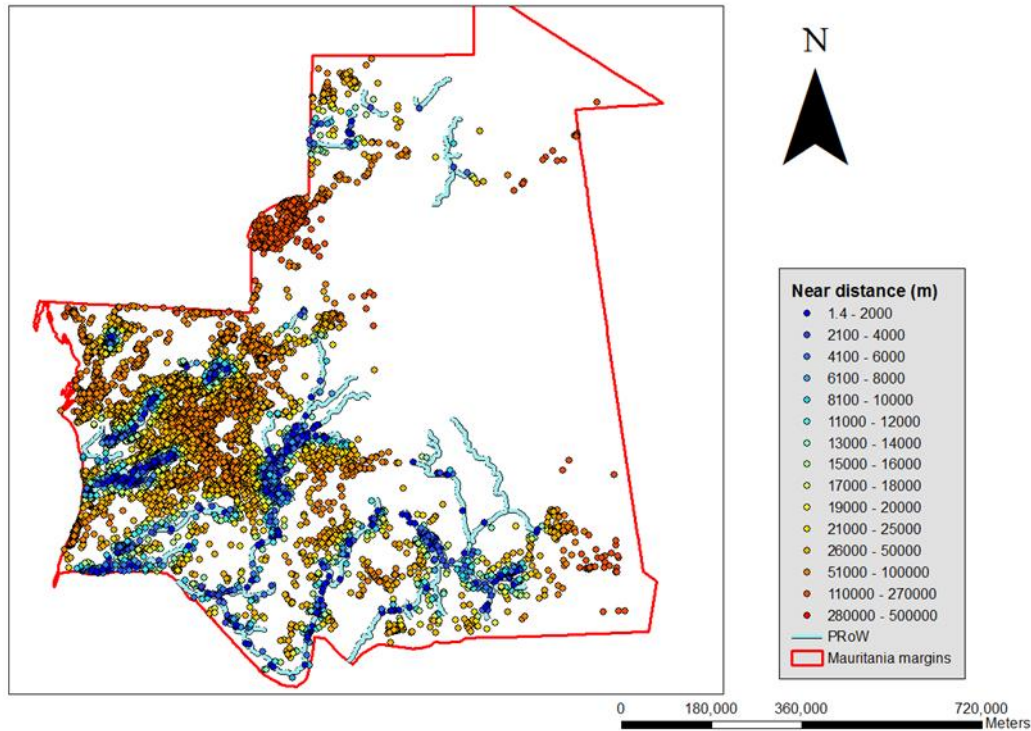 N
Near distance (m)
1.4 - 2000
2100 - 4000
4100 - 6000
6100 - 8000
8100 - 10000
11000 - 12000
13000 - 14000
15000 - 16000
17000 - 18000
19000 - 20000
21000 - 25000
26000 - 50000
51000 - 100000
110000 - 270000
280000 - 500000
PRoW
Mauritania margins
0 180,000 360,000 720,000
Meters